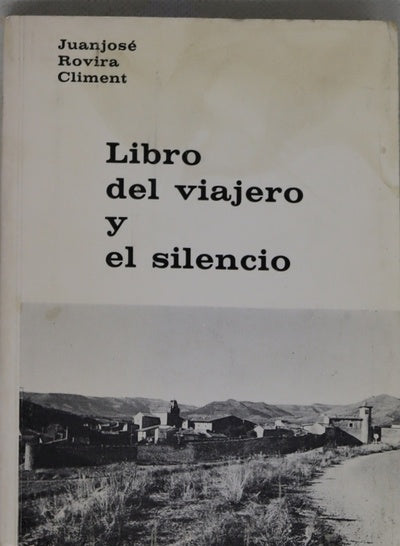 Juanjosé
Rovira
Climent
Libro
del viajero
y
el silencio